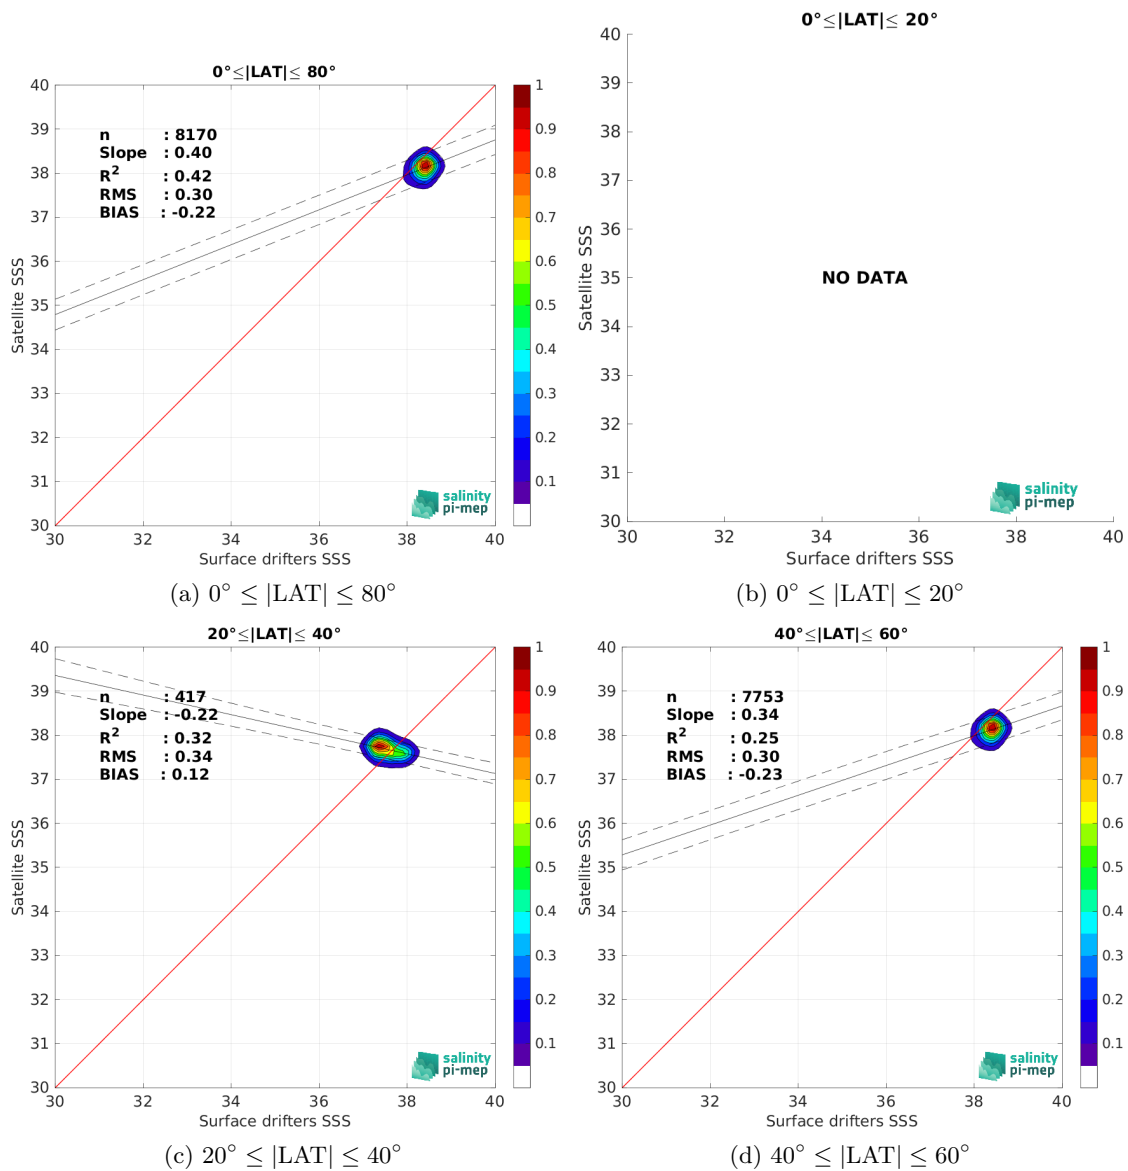 0°≤|LAT|≤ 80°
40
39
38
37
36
35
34
33
32
31
30
Satellite SSS
n : 8170
Slope : 0.40
R² : 0.42
RMS : 0.30
BIAS : -0.22
1
0.9
0.8
0.7
0.6
0.5
0.4
0.3
0.2
0.1
salinity
pi-mep
30 32 34 36 38 40
Surface drifters SSS
(a) 0° ≤ |LAT| ≤ 80°
0°≤|LAT|≤ 20°
40
39
38
37
36
35
34
33
32
31
30
Satellite SSS
NO DATA
salinity
pi-mep
30 32 34 36 38 40
Surface drifters SSS
(b) 0° ≤ |LAT| ≤ 20°
20°≤|LAT|≤ 40°
40
39
38
37
36
35
34
33
32
31
30
Satellite SSS
n : 417
Slope : -0.22
R² : 0.32
RMS : 0.34
BIAS : 0.12
1
0.9
0.8
0.7
0.6
0.5
0.4
0.3
0.2
0.1
salinity
pi-mep
30 32 34 36 38 40
Surface drifters SSS
(c) 20° ≤ |LAT| ≤ 40°
40°≤|LAT|≤ 60°
40
39
38
37
36
35
34
33
32
31
30
Satellite SSS
n : 7753
Slope : 0.34
R² : 0.25
RMS : 0.30
BIAS : -0.23
1
0.9
0.8
0.7
0.6
0.5
0.4
0.3
0.2
0.1
salinity
pi-mep
30 32 34 36 38 40
Surface drifters SSS
(d) 40° ≤ |LAT| ≤ 60°